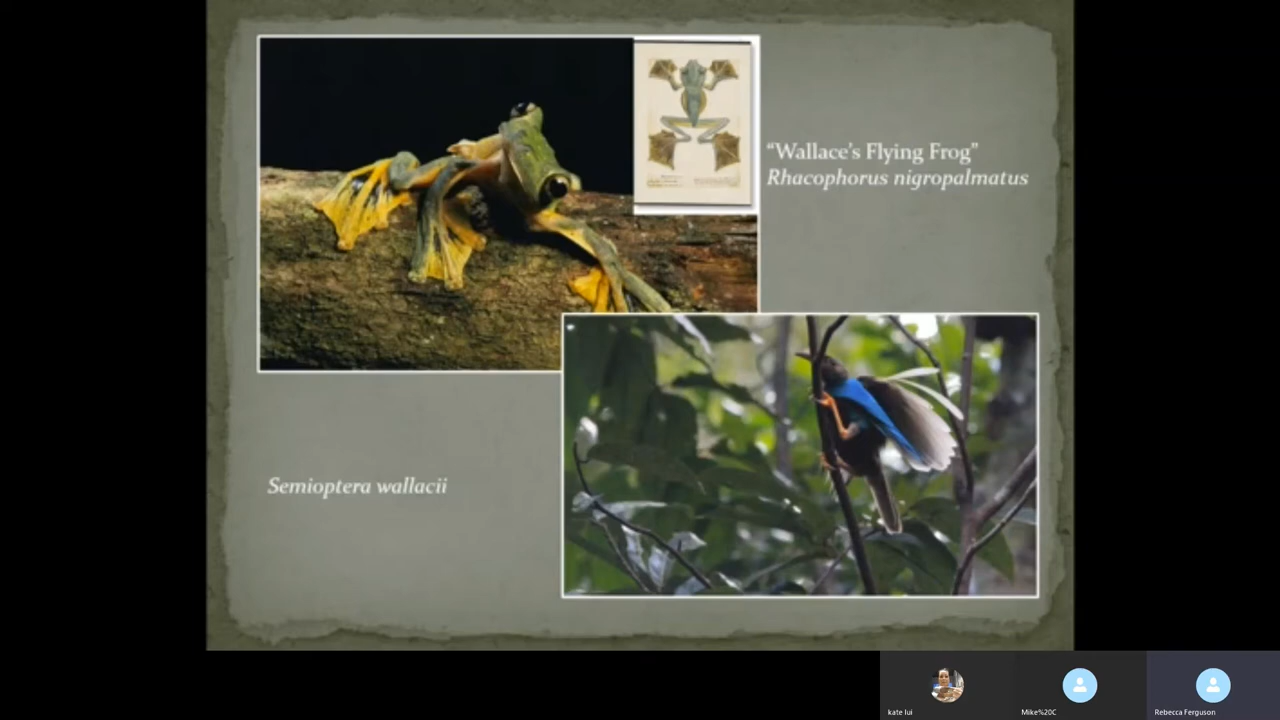 “Wallace’s Flying Frog”
Rhacophorus nigropalmatus
Semioptera wallacii
kate lui
Mike%20C
Rebecca Ferguson